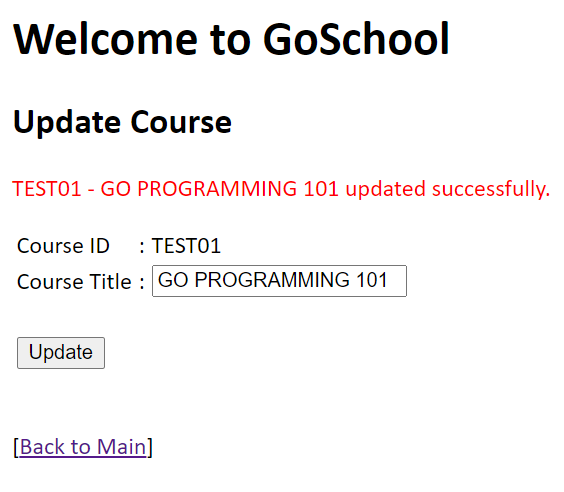 Welcome to GoSchool
Update Course
TEST01 - GO PROGRAMMING 101 updated successfully.
Course ID : TEST01
Course Title : GO PROGRAMMING 101
Update
[Back to Main]